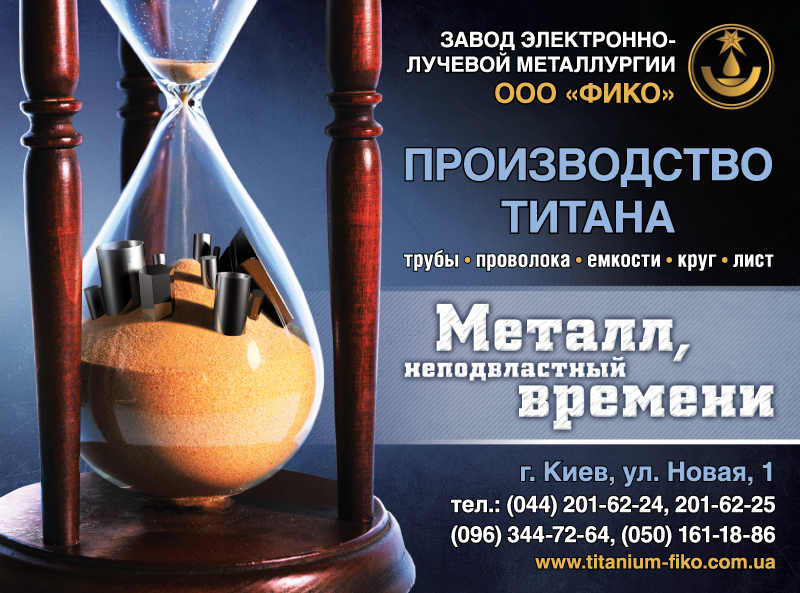 ЗАВОД ЭЛЕКТРОННО-
ЛУЧЕВОЙ МЕТАЛЛУРГИИ
ООО «ФИКО»
ПРОИЗВОДСТВО
ТИТАНА
трубы • проволока • емкости • круг • лист
Металл,
неподвластный
времени
г. Киев, ул. Новая, 1
тел.: (044) 201-62-24, 201-62-25
(096) 344-72-64, (050) 161-18-86
www.titanium-fiko.com.ua